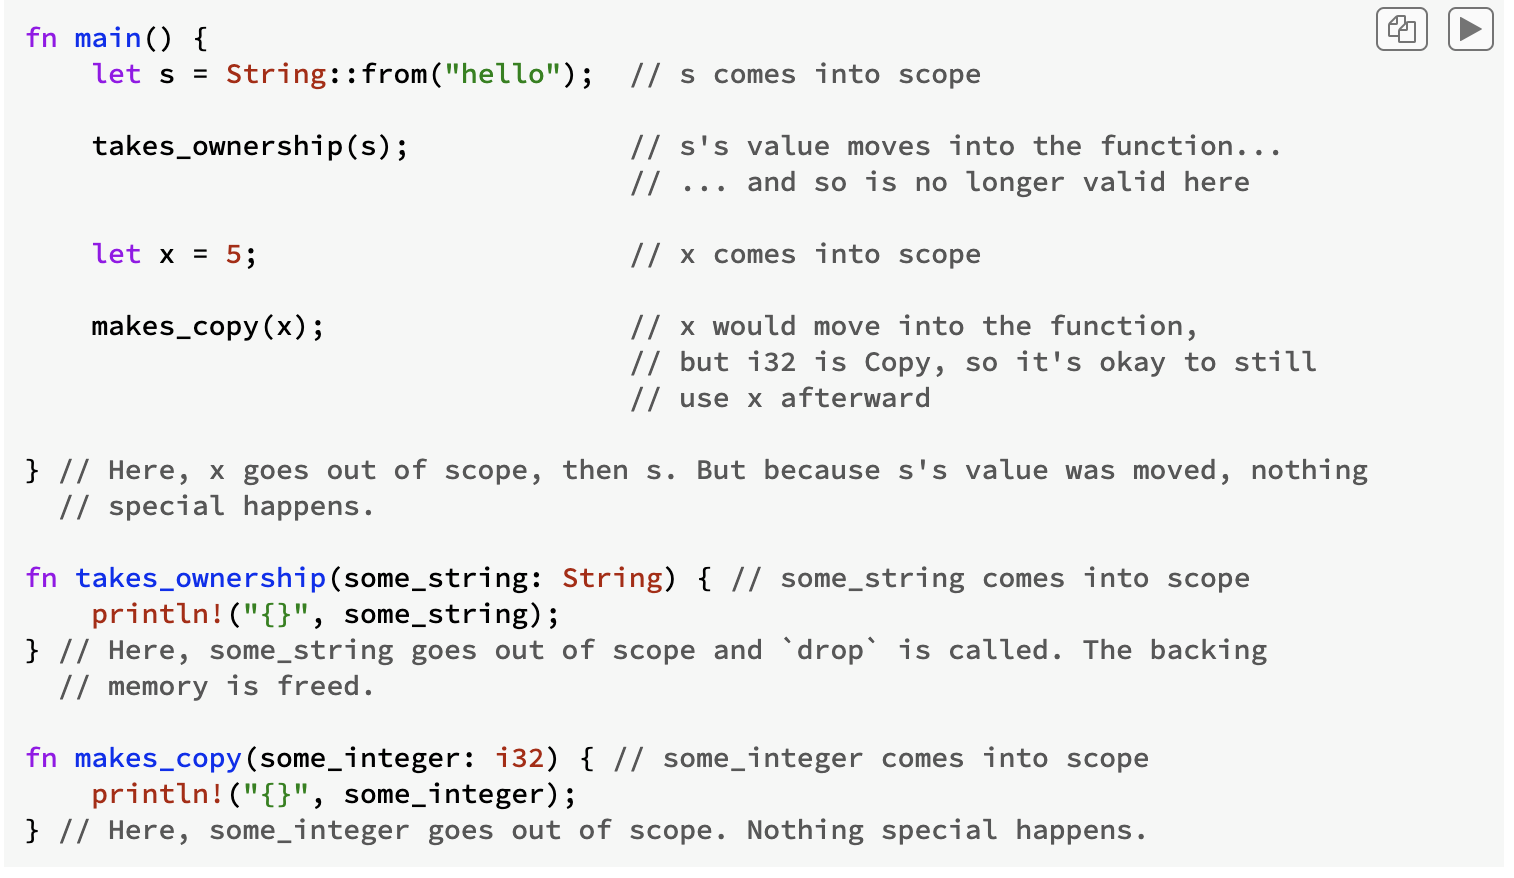 fn main() {
    let s = String::from("hello");  // s comes into scope

    takes_ownership(s);             // s's value moves into the function...
                                    // ... and so is no longer valid here

    let x = 5;                      // x comes into scope

    makes_copy(x);                  // x would move into the function,
                                    // but i32 is Copy, so it's okay to still
                                    // use x afterward

} // Here, x goes out of scope, then s. But because s's value was moved, nothing
  // special happens.

fn takes_ownership(some_string: String) { // some_string comes into scope
    println!("{}", some_string);
} // Here, some_string goes out of scope and `drop` is called. The backing
  // memory is freed.

fn makes_copy(some_integer: i32) { // some_integer comes into scope
    println!("{}", some_integer);
} // Here, some_integer goes out of scope. Nothing special happens.